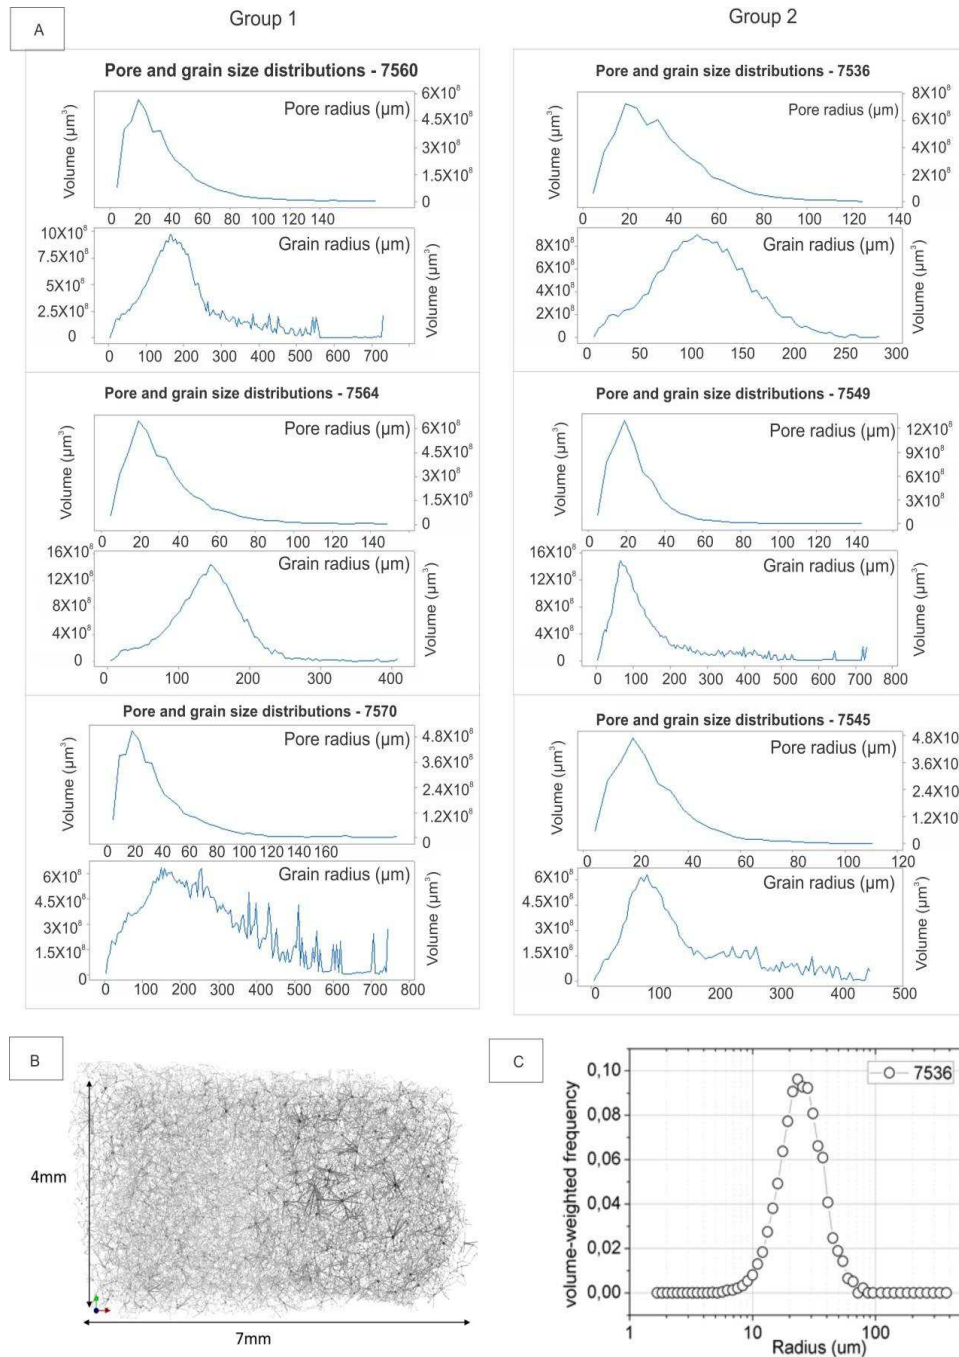 A
Group 1
Group 2
Pore and grain size distributions - 7560
Volume (µm³)
Pore radius (µm)
6X10⁸
4.5X10⁸
3X10⁸
1.5X10⁸
0
0 20 40 60 80 100 120 140
10X10⁸
7.5X10⁸
5X10⁸
2.5X10⁸
0
Grain radius (µm)
Volume (µm³)
0 100 200 300 400 500 600 700
Pore and grain size distributions - 7564
Volume (µm³)
Pore radius (µm)
6X10⁸
4.5X10⁸
3X10⁸
1.5X10⁸
0
0 20 40 60 80 100 120 140
16X10⁸
12X10⁸
8X10⁸
4X10⁸
0
Grain radius (µm)
Volume (µm³)
0 100 200 300 400
Pore and grain size distributions - 7570
Volume (µm³)
Pore radius (µm)
4.8X10⁸
3.6X10⁸
2.4X10⁸
1.2X10⁸
0
0 20 40 60 80 100 120 140 160
6X10⁸
4.5X10⁸
3X10⁸
1.5X10⁸
0
Grain radius (µm)
Volume (µm³)
0 100 200 300 400 500 600 700 800
Pore and grain size distributions - 7536
Volume (µm³)
Pore radius (µm)
8X10⁸
6X10⁸
4X10⁸
2X10⁸
0
0 20 40 60 80 100 120 140
8X10⁸
6X10⁸
4X10⁸
2X10⁸
0
Grain radius (µm)
Volume (µm³)
0 50 100 150 200 250 300
Pore and grain size distributions - 7549
Volume (µm³)
Pore radius (µm)
12X10⁸
9X10⁸
6X10⁸
3X10⁸
0
0 20 40 60 80 100 120 140
16X10⁸
12X10⁸
8X10⁸
4X10⁸
0
Grain radius (µm)
Volume (µm³)
0 100 200 300 400 500 600 700 800
Pore and grain size distributions - 7545
Volume (µm³)
Pore radius (µm)
4.8X10
3.6X10
2.4X10
1.2X10
0
0 20 40 60 80 100 120
6X10⁸
4.5X10⁸
3X10⁸
1.5X10⁸
0
Grain radius (µm)
Volume (µm³)
0 100 200 300 400 500
B
4mm
7mm
C
volume-weighted frequency
0,10
0,08
0,06
0,04
0,02
0,00
7536
1 10 100
Radius (um)